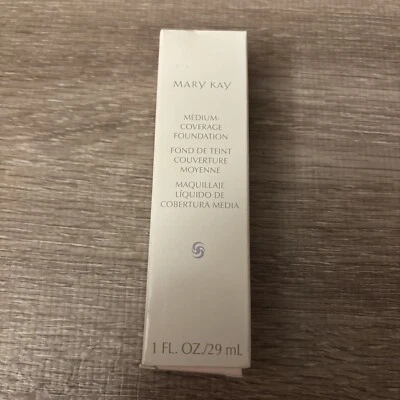 MARY KAY
MEDIUM-
COVERAGE
FOUNDATION
FOND DE TEINT
COUVERTURE
MOYENNE
MAQUILLAJE
LÍQUIDO DE
COBERTURA MEDIA
1 FL. OZ./29 mL